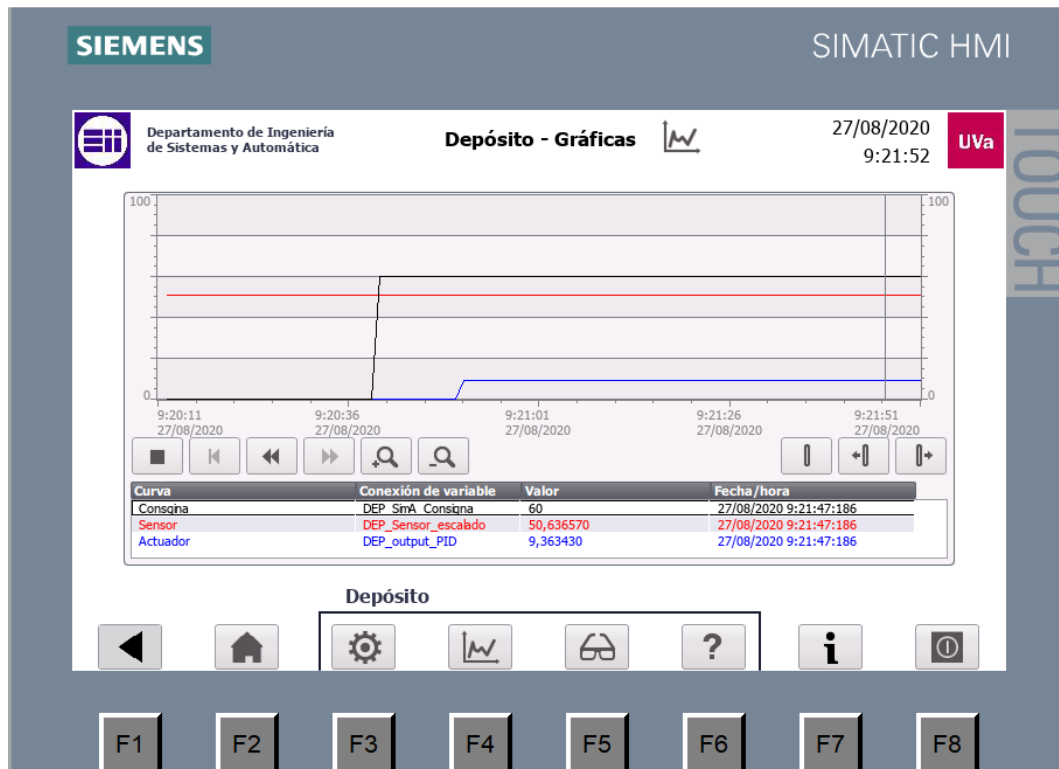 SIEMENS
SIMATIC HMI
TOUCH
Departamento de Ingeniería
de Sistemas y Automática
Depósito - Gráficas
27/08/2020
9:21:52
UVa
100
100
0
0
9:20:11
27/08/2020
9:20:36
27/08/2020
9:21:01
27/08/2020
9:21:26
27/08/2020
9:21:51
27/08/2020
Curva Conexión de variable Valor Fecha/hora
Consgina DEP_SimA_Consigna 60 27/08/2020 9:21:47:186
Sensor DEP_Sensor_escalado 50,636570 27/08/2020 9:21:47:186
Actuador DEP_output_PID 9,363430 27/08/2020 9:21:47:186
Depósito
?
i
F1 F2 F3 F4 F5 F6 F7 F8